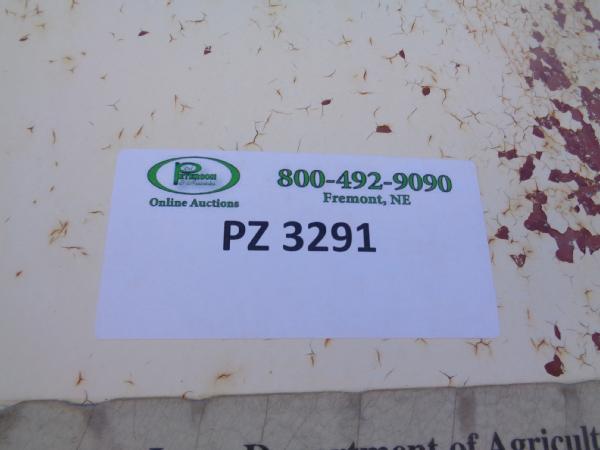 PETERSON
Online Auctions
800-492-9090
Fremont, NE
PZ 3291
Department of Agricult